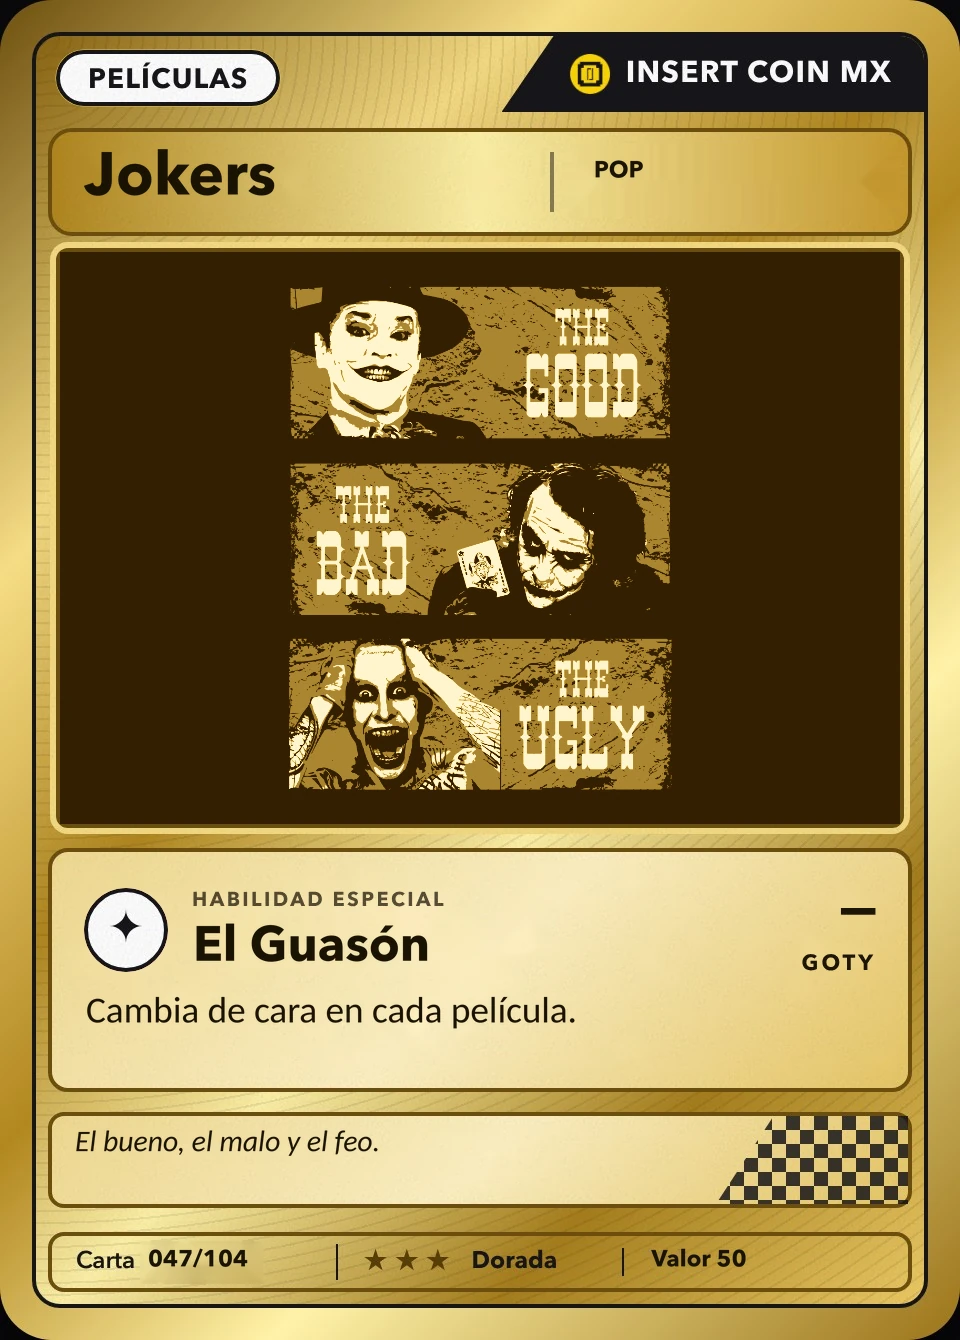 PELÍCULAS
INSERT COIN MX
Jokers
POP
THE
GOOD
THE
BAD
THE
UGLY
HABILIDAD ESPECIAL
El Guasón
—
GOTY
Cambia de cara en cada película.
El bueno, el malo y el feo.
Carta 047/104 ★★★ Dorada Valor 50